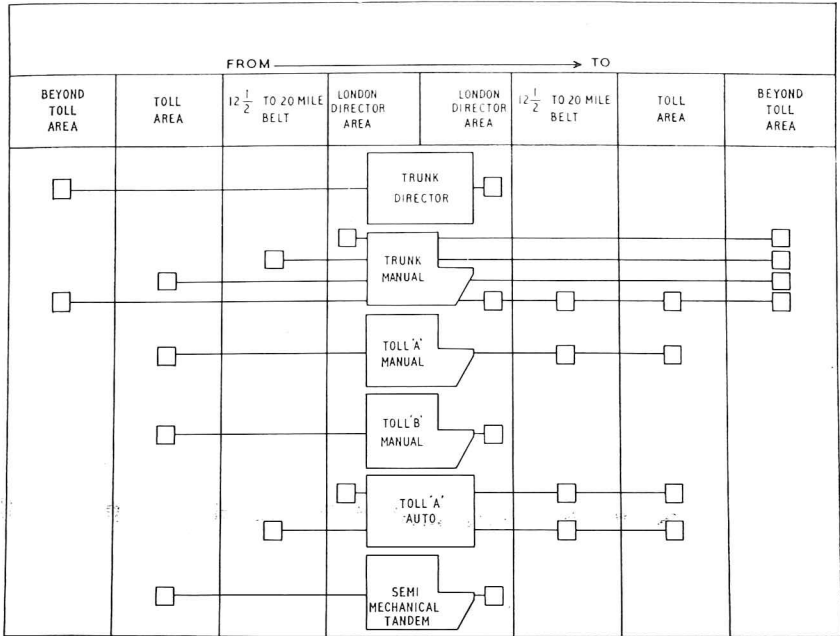 FROM TO
BEYOND TOLL AREA
TOLL AREA
12 1/2 TO 20 MILE BELT
LONDON DIRECTOR AREA
LONDON DIRECTOR AREA
12 1/2 TO 20 MILE BELT
TOLL AREA
BEYOND TOLL AREA
TRUNK
DIRECTOR
TRUNK
MANUAL
TOLL 'A'
MANUAL
TOLL 'B'
MANUAL
TOLL 'A'
AUTO.
SEMI
MECHANICAL
TANDEM